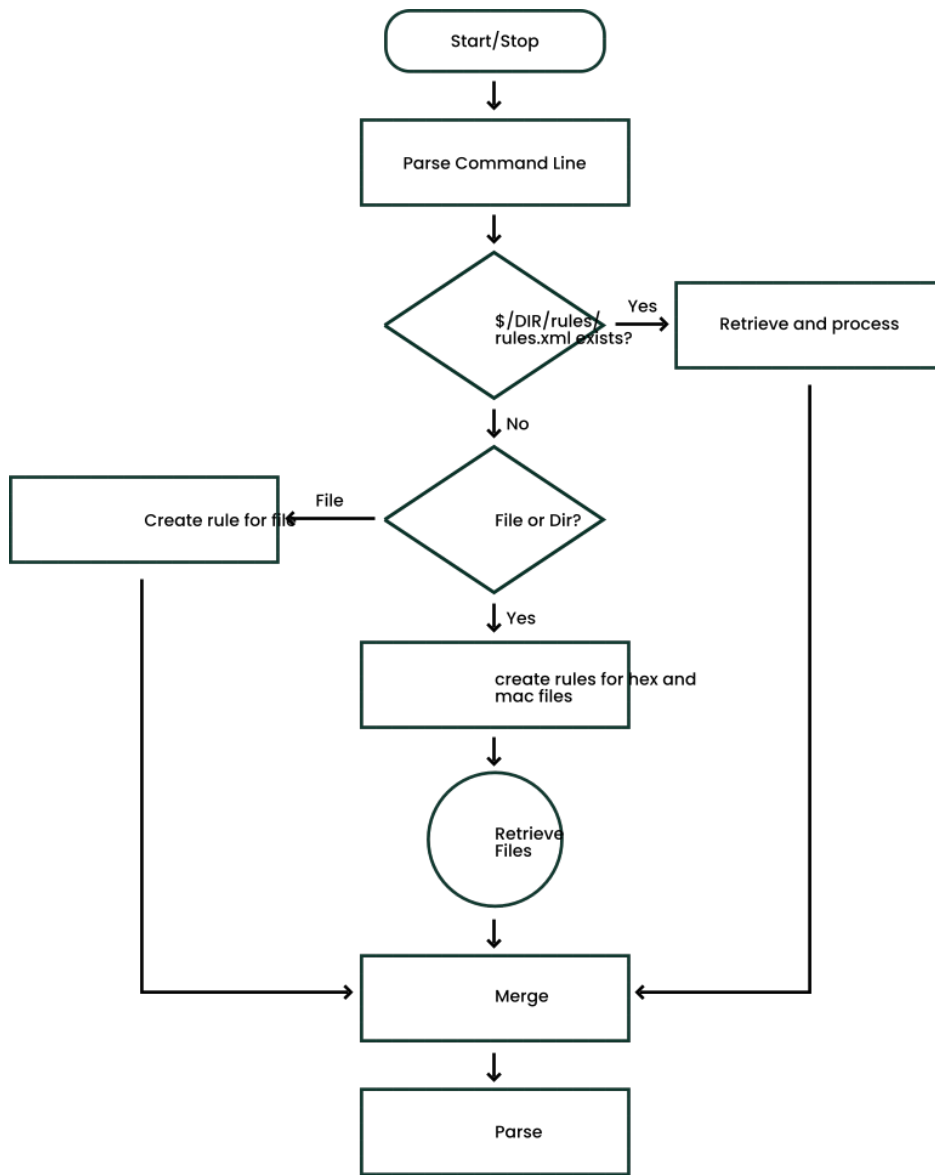 Start/Stop
Parse Command Line
$/DIR/rules/
rules.xml exists?
Yes
Retrieve and process
No
File or Dir?
File
Create rule for file
Yes
create rules for hex and
mac files
Retrieve
Files
Merge
Parse